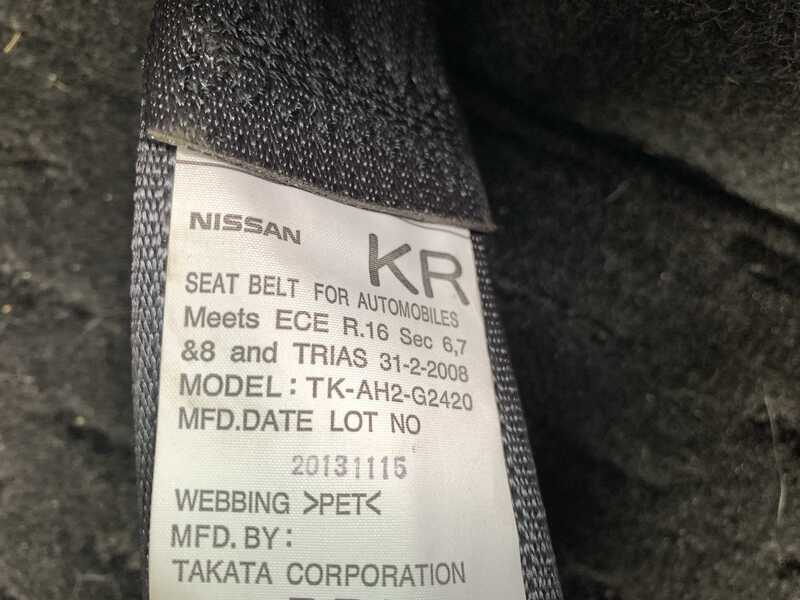 NISSAN
KR
SEAT BELT FOR AUTOMOBILES
Meets ECE R.16 Sec 6,7
&8 and TRIAS 31-2-2008
MODEL: TK-AH2-G2420
MFD.DATE LOT NO
20131115
WEBBING >PET<
MFD.BY:
TAKATA CORPORATION